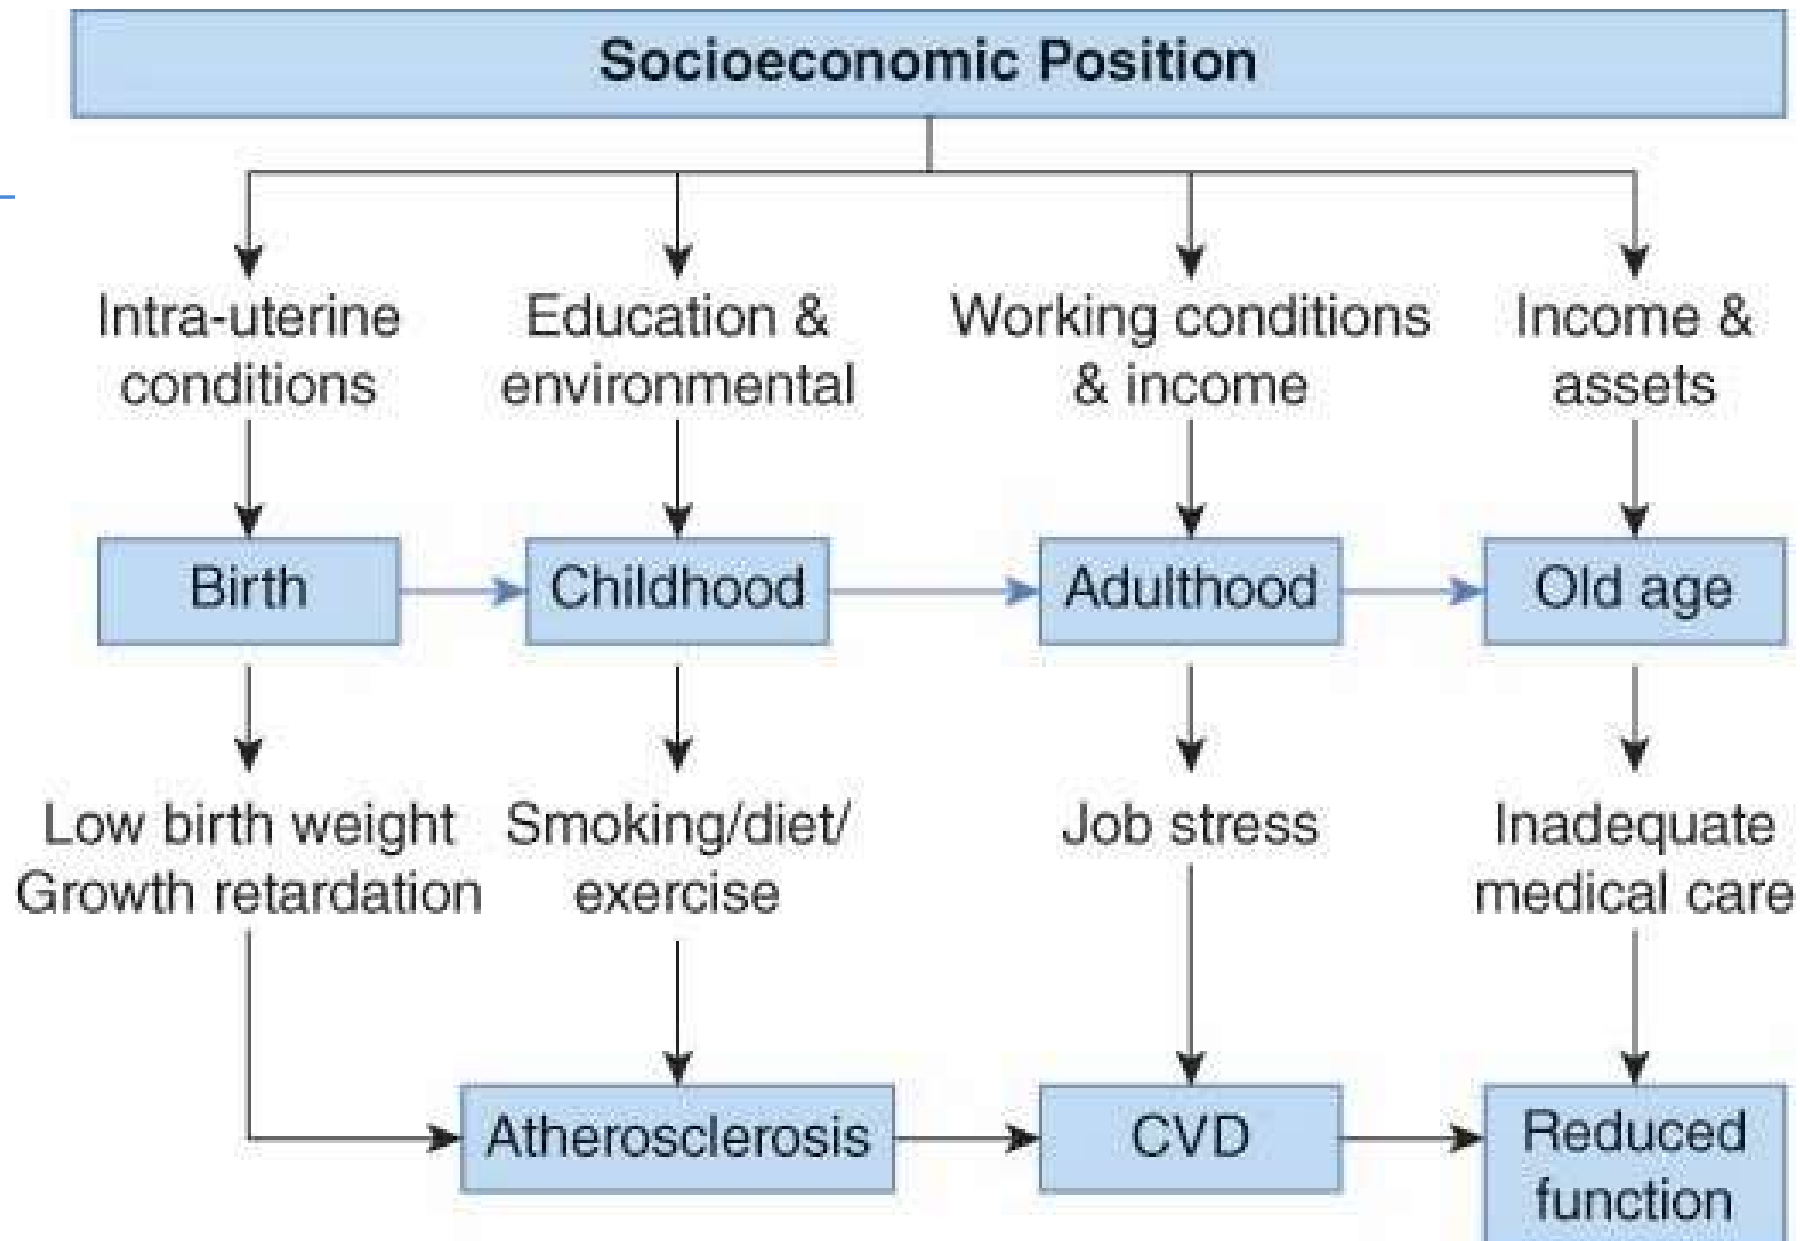 Socioeconomic Position
Intra-uterine
conditions
Education &
environmental
Working conditions
& income
Income &
assets
Birth
Childhood
Adulthood
Old age
Low birth weight
Growth retardation
Smoking/diet/
exercise
Job stress
Inadequate
medical care
Atherosclerosis
CVD
Reduced
function